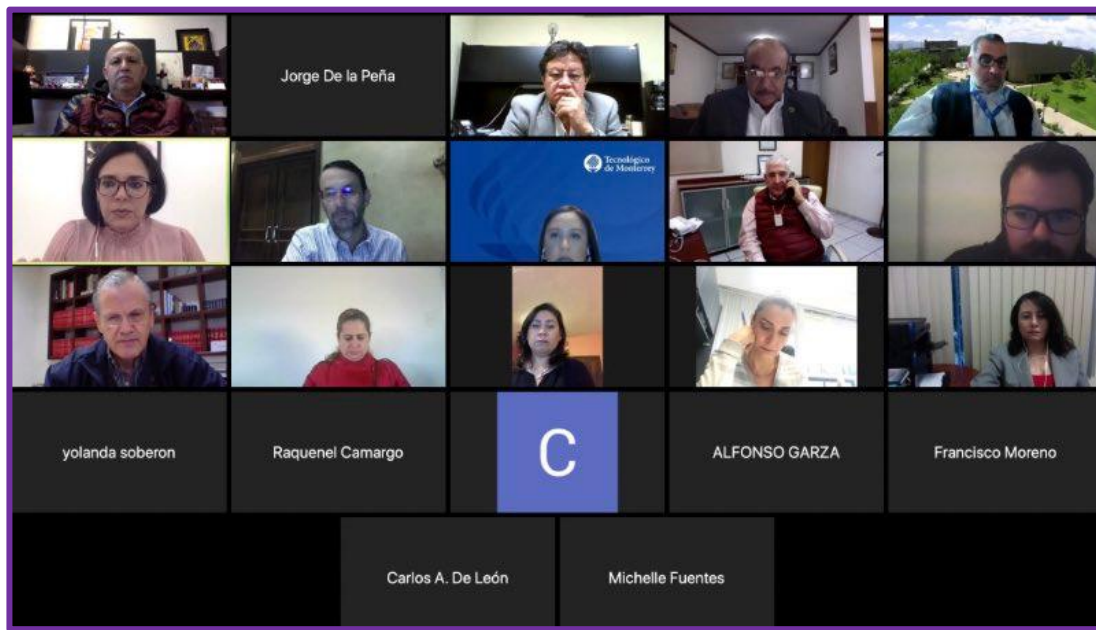 Jorge De la Peña
Tecnológico
de Monterrey
yolanda soberon
Raquenel Camargo
C
ALFONSO GARZA
Francisco Moreno
Carlos A. De León
Michelle Fuentes